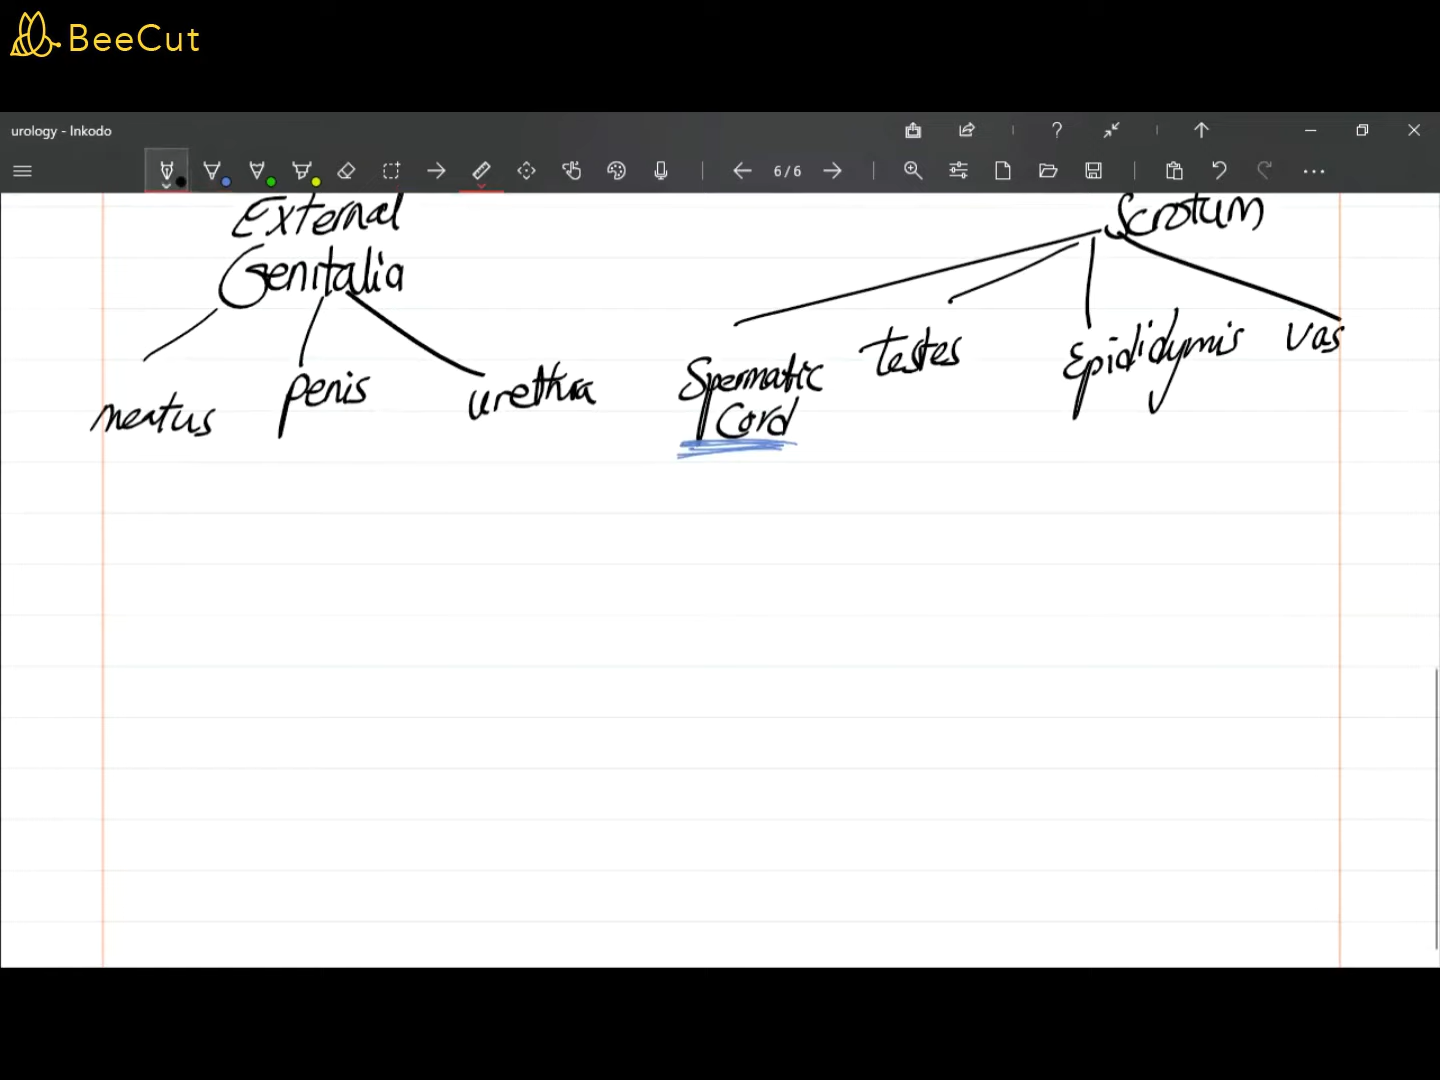 BeeCut
urology - Inkodo
6/6
External
Genitalia
Scrotum
meatus
penis
urethra
Spermatic
Cord
testes
Epididymis
Vas